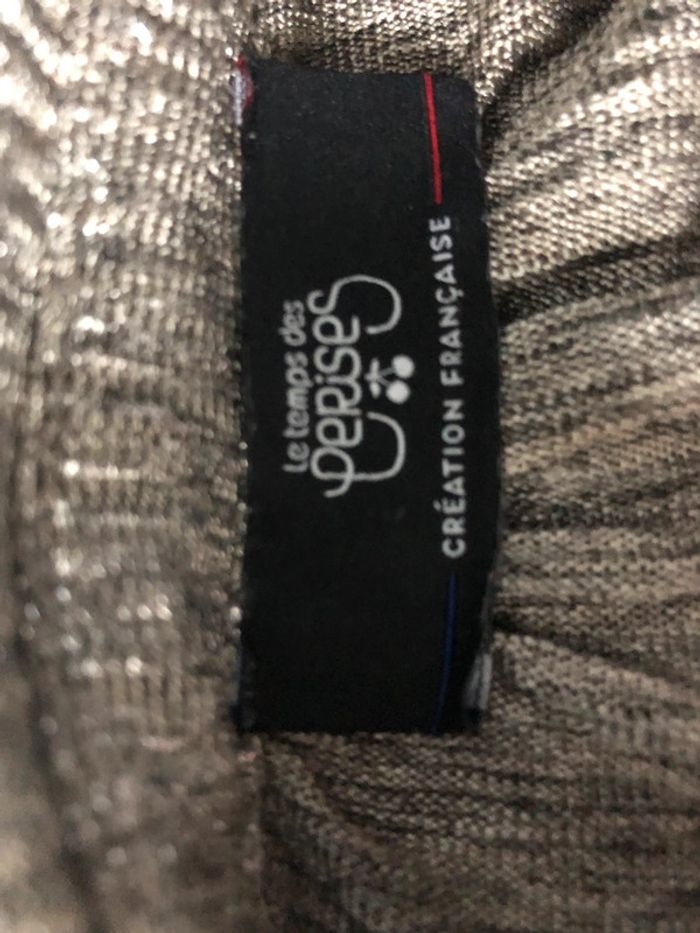 Le temps des
CeRISeS
CRÉATION FRANÇAISE